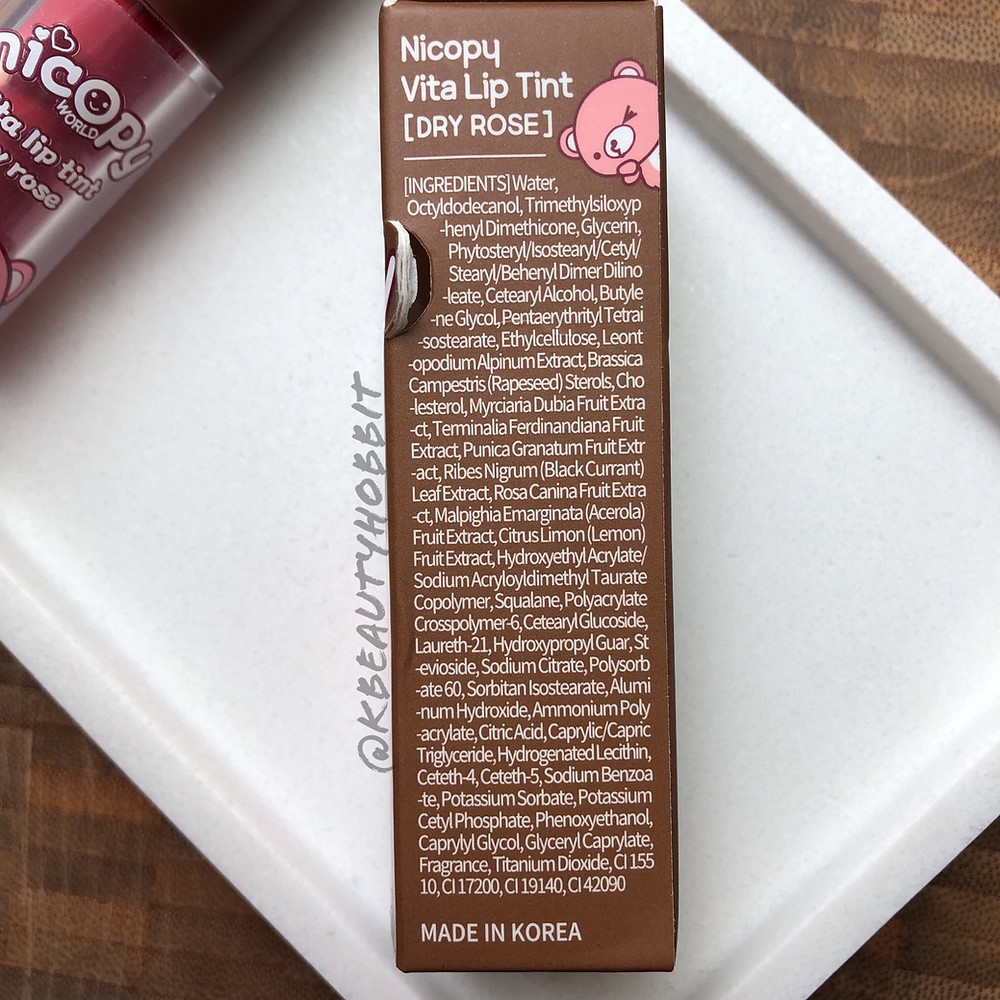 nicopy
WORLD
ta lip tint
y rose
Nicopy
Vita Lip Tint
[DRY ROSE]
[INGREDIENTS] Water,
Octyldodecanol, Trimethylsiloxyp
-henyl Dimethicone, Glycerin,
Phytosteryl/Isostearyl/Cetyl/
Stearyl/Behenyl Dimer Dilino
-leate, Cetearyl Alcohol, Butyle
-ne Glycol, Pentaerythrityl Tetrai
-sostearate, Ethylcellulose, Leont
-opodium Alpinum Extract, Brassica
Campestris (Rapeseed) Sterols, Cho
-lesterol, Myrciaria Dubia Fruit Extra
-ct, Terminalia Ferdinandiana Fruit
Extract, Punica Granatum Fruit Extr
-act, Ribes Nigrum (Black Currant)
Leaf Extract, Rosa Canina Fruit Extra
-ct, Malpighia Emarginata (Acerola)
Fruit Extract, Citrus Limon (Lemon)
Fruit Extract, Hydroxyethyl Acrylate/
Sodium Acryloyldimethyl Taurate
Copolymer, Squalane, Polyacrylate
Crosspolymer-6, Cetearyl Glucoside,
Laureth-21, Hydroxypropyl Guar, St
-evioside, Sodium Citrate, Polysorb
-ate 60, Sorbitan Isostearate, Alumi
-num Hydroxide, Ammonium Poly
-acrylate, Citric Acid, Caprylic/Capric
Triglyceride, Hydrogenated Lecithin,
Ceteth-4, Ceteth-5, Sodium Benzoa
-te, Potassium Sorbate, Potassium
Cetyl Phosphate, Phenoxyethanol,
Caprylyl Glycol, Glyceryl Caprylate,
Fragrance, Titanium Dioxide, CI 155
10, CI 17200, CI 19140, CI 42090
MADE IN KOREA
@KBEAUTYHOBBIT